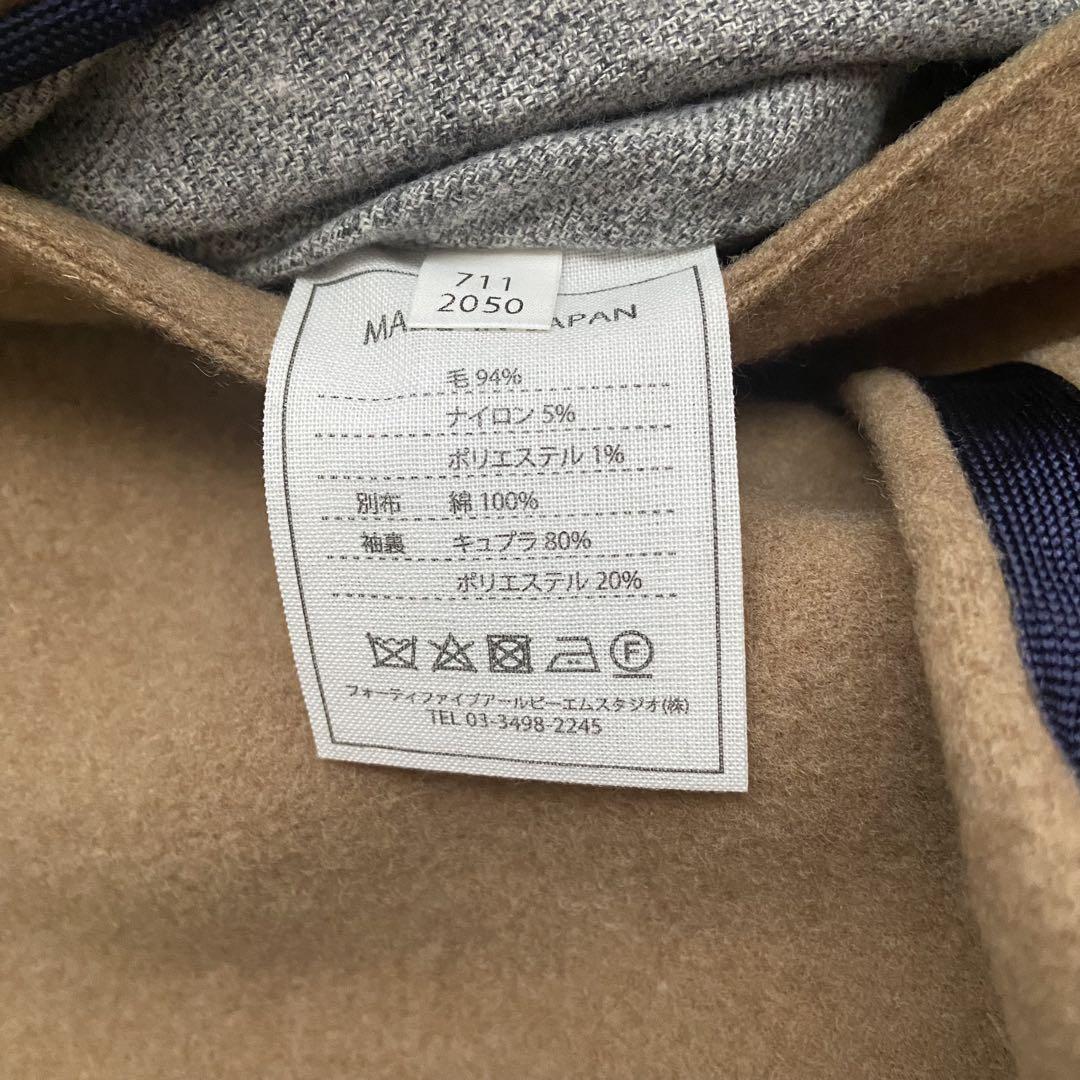 711
2050
MA APAN
毛 94%
ナイロン 5%
ポリエステル 1%
別布 綿 100%
袖裏 キュプラ 80%
ポリエステル 20%
F
フォーティファイブアールピーエムスタジオ(株)
TEL 03-3498-2245